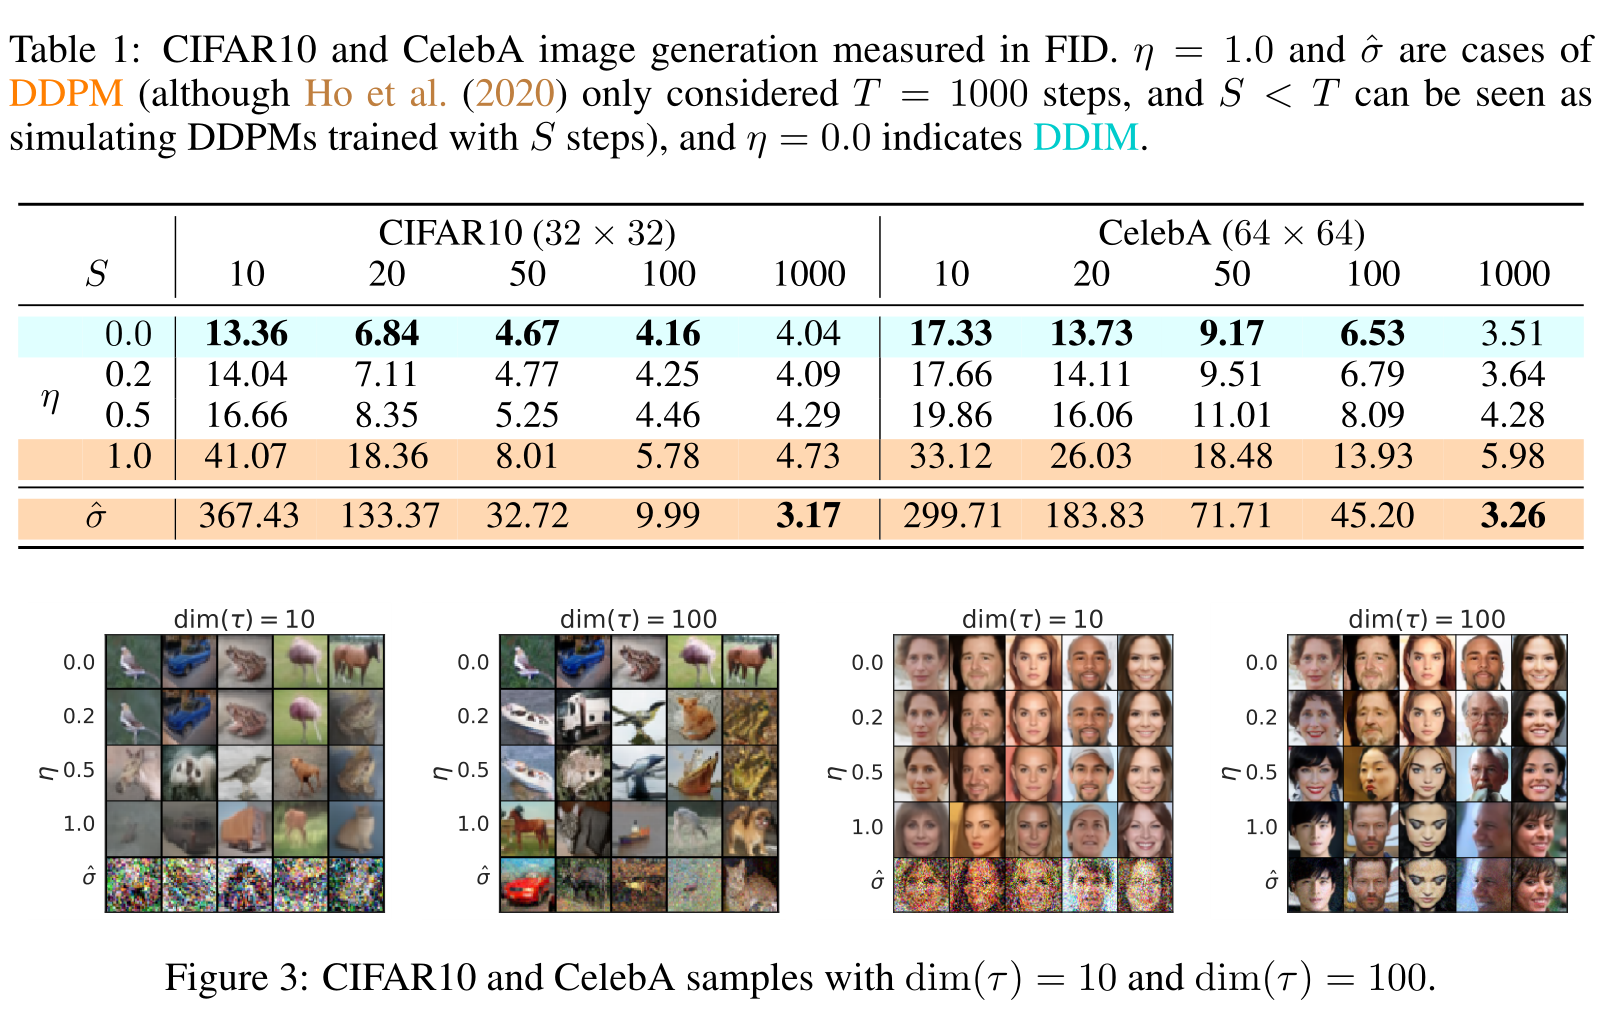 Table 1: CIFAR10 and CelebA image generation measured in FID. η = 1.0 and σ̂ are cases of
DDPM (although Ho et al. (2020) only considered T = 1000 steps, and S < T can be seen as
simulating DDPMs trained with S steps), and η = 0.0 indicates DDIM.
CIFAR10 (32 × 32) CelebA (64 × 64)
S 10 20 50 100 1000 10 20 50 100 1000
0.0 13.36 6.84 4.67 4.16 4.04 17.33 13.73 9.17 6.53 3.51
0.2 14.04 7.11 4.77 4.25 4.09 17.66 14.11 9.51 6.79 3.64
η
0.5 16.66 8.35 5.25 4.46 4.29 19.86 16.06 11.01 8.09 4.28
1.0 41.07 18.36 8.01 5.78 4.73 33.12 26.03 18.48 13.93 5.98
σ̂ 367.43 133.37 32.72 9.99 3.17 299.71 183.83 71.71 45.20 3.26
dim(τ) = 10 dim(τ) = 100 dim(τ) = 10 dim(τ) = 100
0.0 0.0 0.0 0.0
0.2 0.2 0.2 0.2
η 0.5 η 0.5 η 0.5 η 0.5
1.0 1.0 1.0 1.0
σ̂ σ̂ σ̂ σ̂
Figure 3: CIFAR10 and CelebA samples with dim(τ) = 10 and dim(τ) = 100.